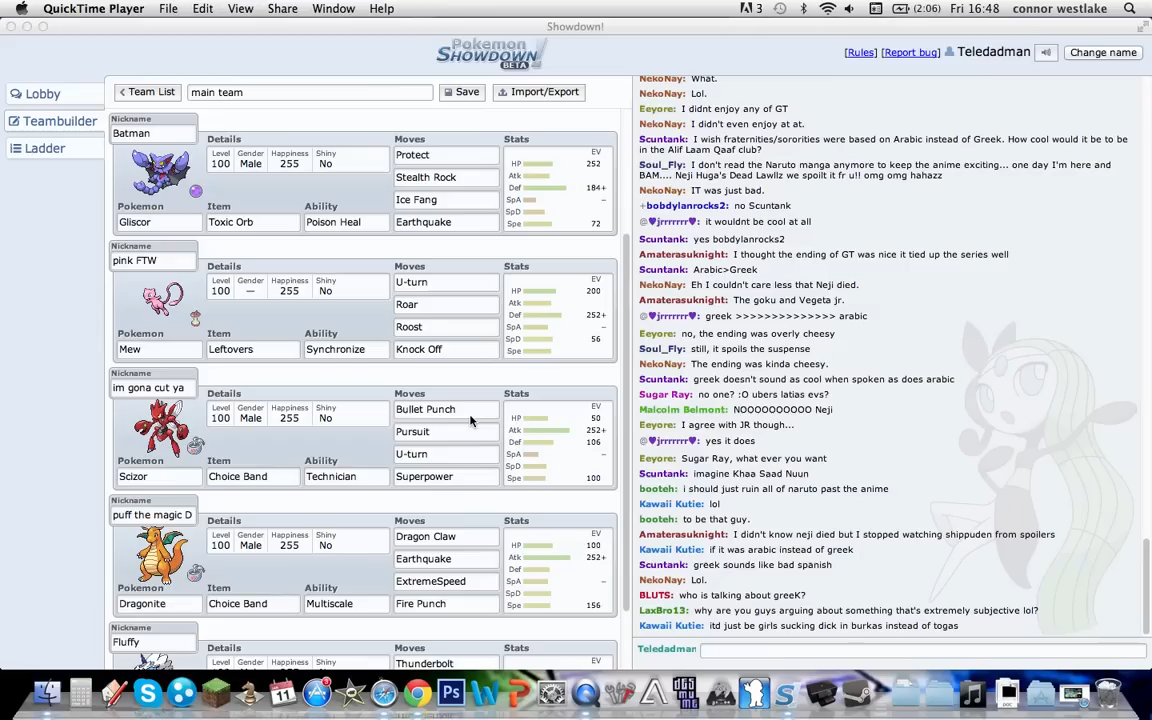 QuickTime Player File Edit View Share Window Help 3 (2:06) Fri 16:48 connor westlake
Showdown!
Pokemon
SHOWDOWN
BETA
[Rules] [Report bug] Teledadman Change name
Lobby
Teambuilder
Ladder
Team List main team Save Import/Export
Nickname
Batman
Details Moves Stats
Level Gender Happiness Shiny
100 Male 255 No
Protect
Stealth Rock
Ice Fang
Earthquake
EV
HP 252
Atk
Def 184+
SpA –
SpD
Spe 72
Pokemon Item Ability
Gliscor Toxic Orb Poison Heal
Nickname
pink FTW
Details Moves Stats
Level Gender Happiness Shiny
100 — 255 No
U-turn
Roar
Roost
Knock Off
EV
HP 200
Atk
Def 252+
SpA –
SpD 56
Spe
Pokemon Item Ability
Mew Leftovers Synchronize
Nickname
im gona cut ya
Details Moves Stats
Level Gender Happiness Shiny
100 Male 255 No
Bullet Punch
Pursuit
U-turn
Superpower
EV
HP 50
Atk 252+
Def 106
SpA –
SpD
Spe 100
Pokemon Item Ability
Scizor Choice Band Technician
Nickname
puff the magic D
Details Moves Stats
Level Gender Happiness Shiny
100 Male 255 No
Dragon Claw
Earthquake
ExtremeSpeed
Fire Punch
EV
HP 100
Atk 252+
Def
SpA –
SpD
Spe 156
Pokemon Item Ability
Dragonite Choice Band Multiscale
Nickname
Fluffy
Details Moves Stats
Level Gender Happiness Shiny
Thunderbolt
EV
NekoNay: What.
NekoNay: Lol.
Eeyore: I didnt enjoy any of GT
NekoNay: I didn't even enjoy at at.
Scuntank: I wish fraternities/sororities were based on Arabic instead of Greek. How cool would it be to be
in the Alif Laam Qaaf club?
Soul_Fly: I don't read the Naruto manga anymore to keep the anime exciting... one day I'm here and
BAM.... Neji Huga's Dead Lawllz we spoilt it fr u!! omg omg hahazz
NekoNay: IT was just bad.
+bobdylanrocks2: no Scuntank
@♥jrrrrrrr♥: it wouldnt be cool at all
Scuntank: yes bobdylanrocks2
Amaterasuknight: I thought the ending of GT was nice it tied up the series well
Scuntank: Arabic>Greek
NekoNay: Eh I couldn't care less that Neji died.
Amaterasuknight: The goku and Vegeta jr.
@♥jrrrrrrr♥: greek >>>>>>>>>>>>>> arabic
Eeyore: no, the ending was overly cheesy
Soul_Fly: still, it spoils the suspense
NekoNay: The ending was kinda cheesy.
Scuntank: greek doesn't sound as cool when spoken as does arabic
Sugar Ray: no one? :O ubers latias evs?
Malcolm Belmont: NOOOOOOOOOO Neji
Eeyore: I agree with JR though...
@♥jrrrrrrr♥: yes it does
Eeyore: Sugar Ray, what ever you want
Scuntank: imagine Khaa Saad Nuun
booteh: i should just ruin all of naruto past the anime
Kawaii Kutie: lol
booteh: to be that guy.
Amaterasuknight: I didn't know neji died but I stopped watching shippuden from spoilers
Kawaii Kutie: if it was arabic instead of greek
Scuntank: greek sounds like bad spanish
NekoNay: Lol.
BLUTS: who is talking about greeK?
LaxBro13: why are you guys arguing about something that's extremely subjective lol?
Kawaii Kutie: itd just be girls sucking dick in burkas instead of togas
Teledadman: